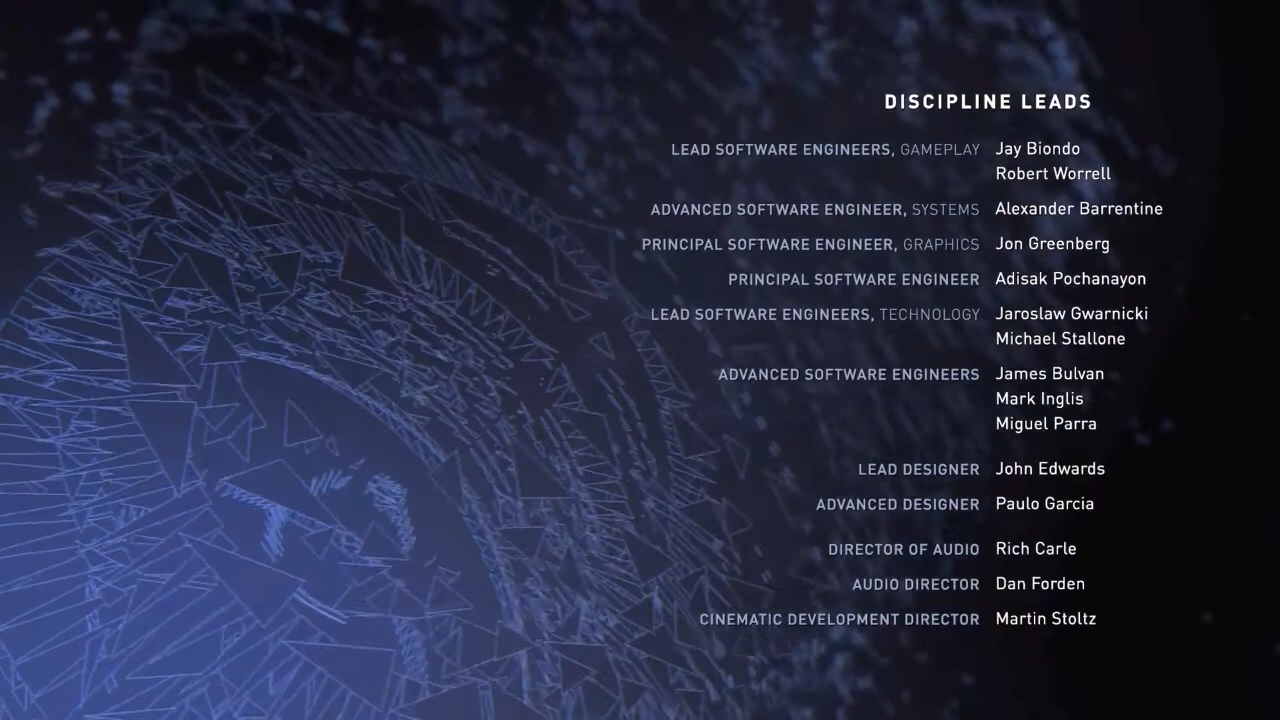 DISCIPLINE LEADS
LEAD SOFTWARE ENGINEERS, GAMEPLAY Jay Biondo
Robert Worrell
ADVANCED SOFTWARE ENGINEER, SYSTEMS Alexander Barrentine
PRINCIPAL SOFTWARE ENGINEER, GRAPHICS Jon Greenberg
PRINCIPAL SOFTWARE ENGINEER Adisak Pochanayon
LEAD SOFTWARE ENGINEERS, TECHNOLOGY Jaroslaw Gwarnicki
Michael Stallone
ADVANCED SOFTWARE ENGINEERS James Bulvan
Mark Inglis
Miguel Parra
LEAD DESIGNER John Edwards
ADVANCED DESIGNER Paulo Garcia
DIRECTOR OF AUDIO Rich Carle
AUDIO DIRECTOR Dan Forden
CINEMATIC DEVELOPMENT DIRECTOR Martin Stoltz